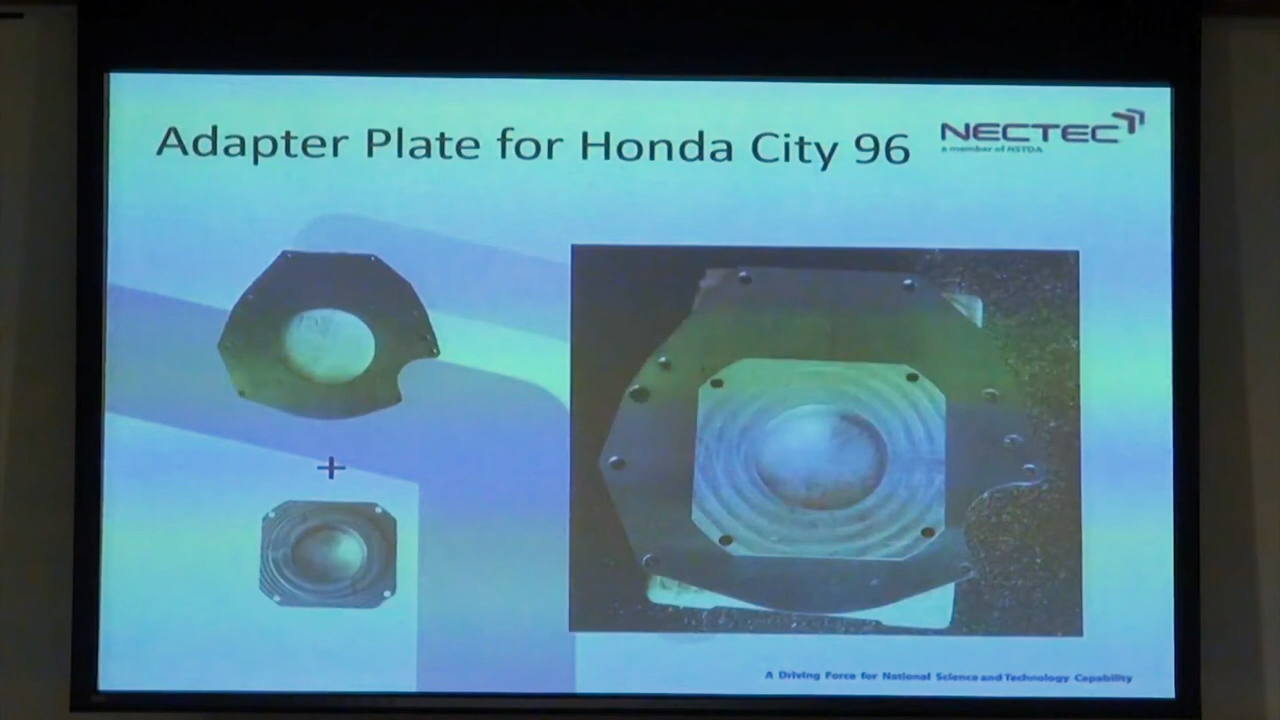 Adapter Plate for Honda City 96
NECTEC
a member of NSTDA
+
A Driving Force for National Science and Technology Capability